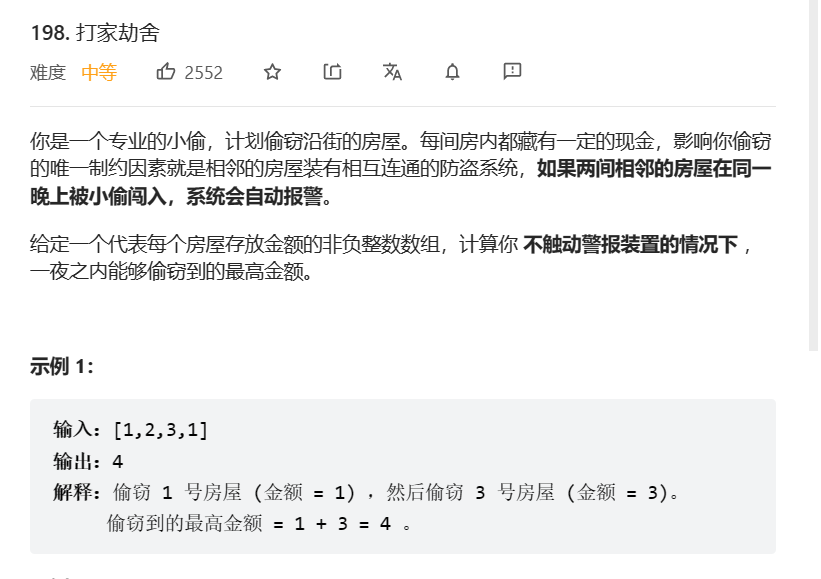 198. 打家劫舍
难度 中等 2552
你是一个专业的小偷，计划偷窃沿街的房屋。每间房内都藏有一定的现金，影响你偷窃
的唯一制约因素就是相邻的房屋装有相互连通的防盗系统，如果两间相邻的房屋在同一
晚上被小偷闯入，系统会自动报警。
给定一个代表每个房屋存放金额的非负整数数组，计算你 不触动警报装置的情况下 ，
一夜之内能够偷窃到的最高金额。
示例 1：
输入：[1,2,3,1]
输出：4
解释：偷窃 1 号房屋 (金额 = 1) ，然后偷窃 3 号房屋 (金额 = 3)。
偷窃到的最高金额 = 1 + 3 = 4 。